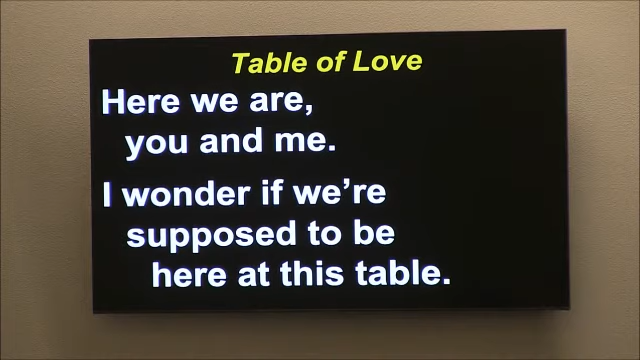 Table of Love
Here we are,
you and me.
I wonder if we’re
supposed to be
here at this table.